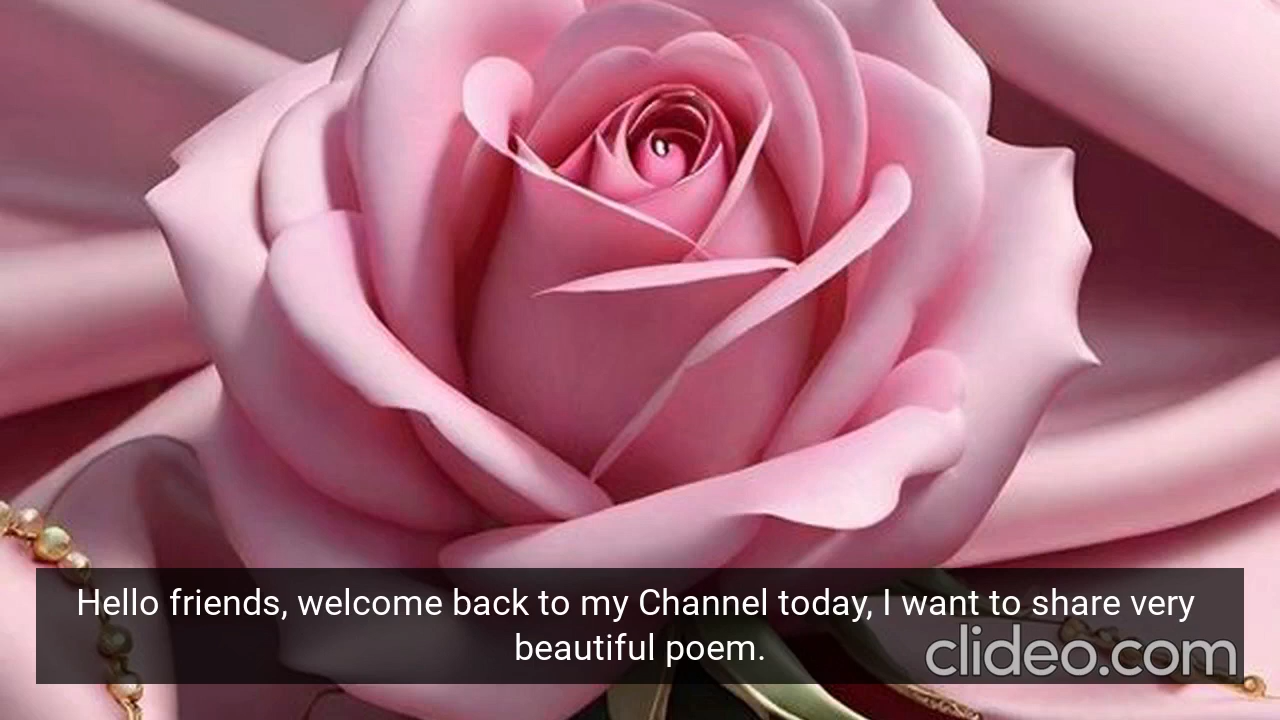 Hello friends, welcome back to my Channel today, I want to share very
beautiful poem.
clideo.com